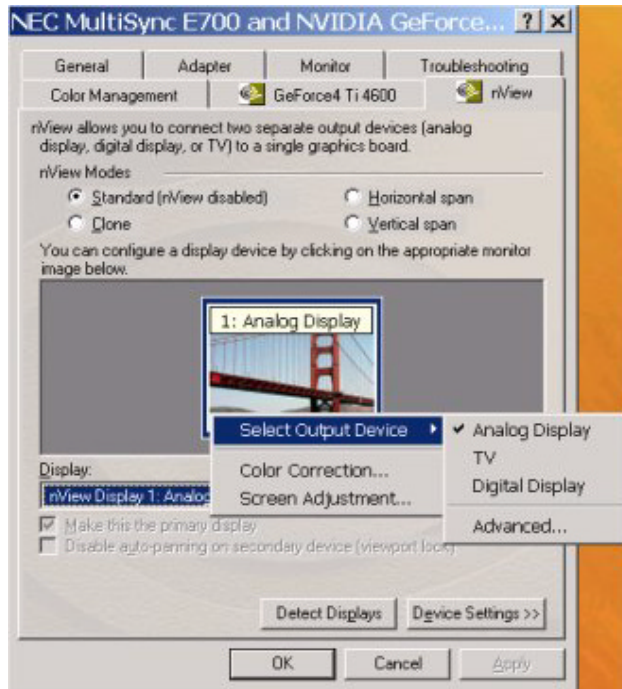 NEC MultiSync E700 and NVIDIA GeForce...
General Adapter Monitor Troubleshooting
Color Management GeForce4 Ti 4600 nView
nView allows you to connect two separate output devices (analog
display, digital display, or TV) to a single graphics board.
nView Modes
Standard (nView disabled) Horizontal span
Clone Vertical span
You can configure a display device by clicking on the appropriate monitor
image below.
1: Analog Display
Select Output Device Analog Display
TV
Digital Display
Color Correction...
Screen Adjustment...
Advanced...
Display:
nView Display 1: Analog
Make this the primary display
Disable auto-panning on secondary device (viewport lock)
Detect Displays Device Settings >>
OK Cancel Apply